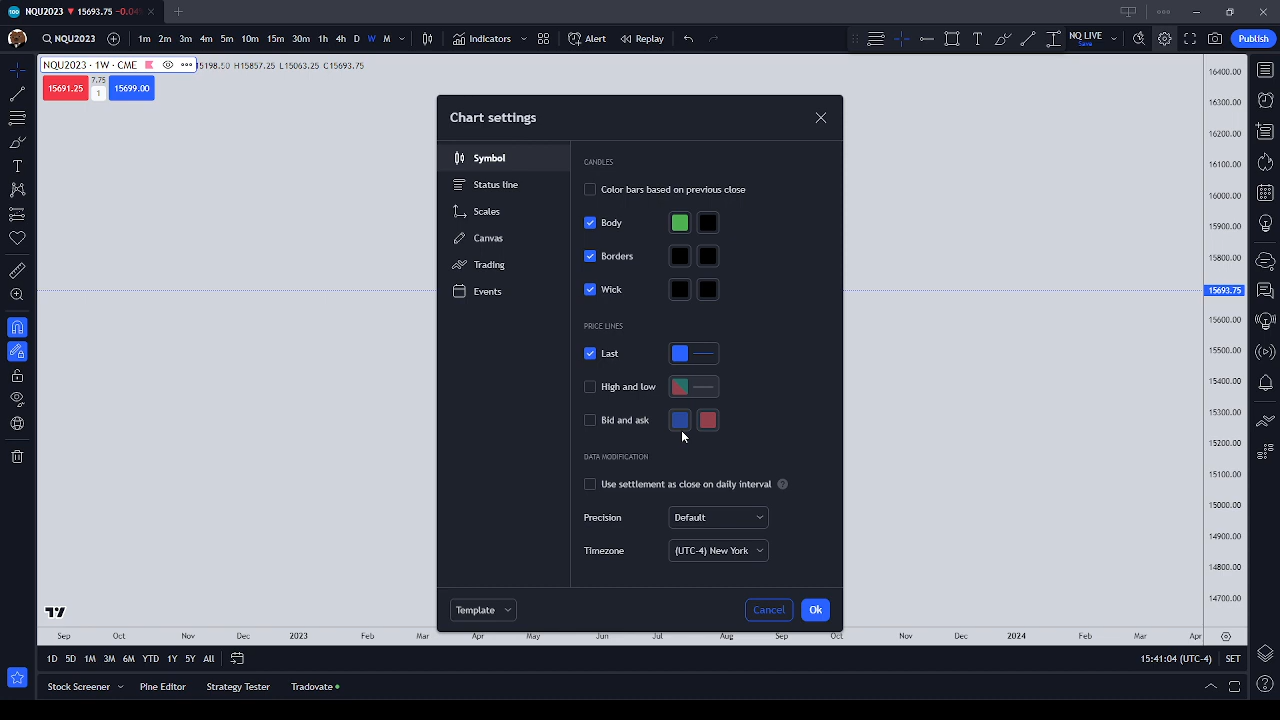 NQU2023 ▼ 15693.75 -0.04
NQU2023
1m 2m 3m 4m 5m 10m 15m 30m 1h 4h D W M
Indicators
Alert
Replay
NQ LIVE
Save
Publish
NQU2023 · 1W · CME
H15857.25 L15063.25 C15693.75
15691.25
7.75
1
15699.00
Chart settings
Symbol
Status line
Scales
Canvas
Trading
Events
CANDLES
Color bars based on previous close
Body
Borders
Wick
PRICE LINES
Last
High and low
Bid and ask
DATA MODIFICATION
Use settlement as close on daily interval
Precision
Default
Timezone
(UTC-4) New York
Template
Cancel
Ok
16400.00
16300.00
16200.00
16100.00
16000.00
15900.00
15800.00
15693.75
15600.00
15500.00
15400.00
15300.00
15200.00
15100.00
15000.00
14900.00
14800.00
14700.00
Sep Oct Nov Dec 2023 Feb Mar Apr May Jun Jul Aug Sep Oct Nov Dec 2024 Feb Mar Apr
1D 5D 1M 3M 6M YTD 1Y 5Y All
15:41:04 (UTC-4) SET
Stock Screener
Pine Editor
Strategy Tester
Tradovate